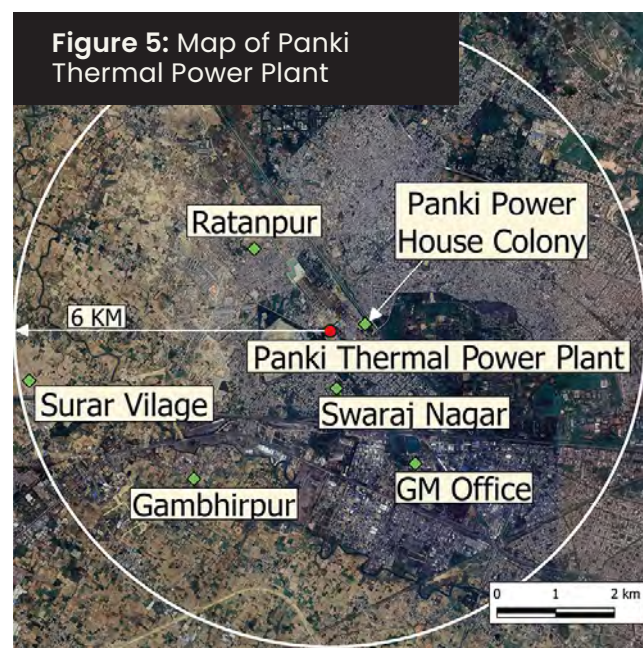 Figure 5: Map of Panki
Thermal Power Plant
Ratanpur
Panki Power
House Colony
6 KM
Panki Thermal Power Plant
Surar Vilage
Swaraj Nagar
Gambhirpur
GM Office
0 1 2 km